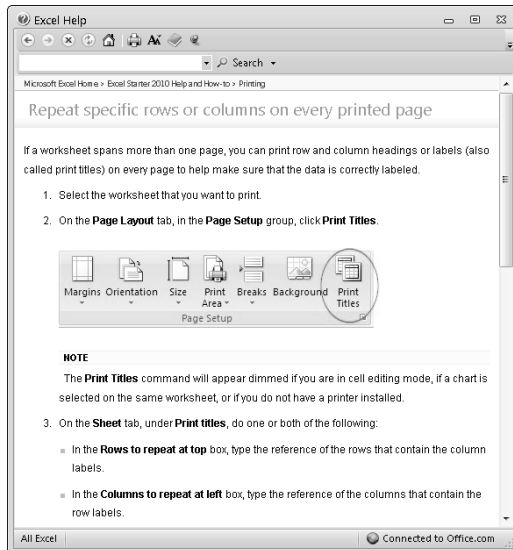 Excel Help
Search
Microsoft Excel Home > Excel Starter 2010 Help and How-to > Printing
Repeat specific rows or columns on every printed page
If a worksheet spans more than one page, you can print row and column headings or labels (also
called print titles) on every page to help make sure that the data is correctly labeled.
1. Select the worksheet that you want to print.
2. On the Page Layout tab, in the Page Setup group, click Print Titles.
Margins Orientation Size Print Breaks Background Print
Area Titles
Page Setup
NOTE
The Print Titles command will appear dimmed if you are in cell editing mode, if a chart is
selected on the same worksheet, or if you do not have a printer installed.
3. On the Sheet tab, under Print titles, do one or both of the following:
In the Rows to repeat at top box, type the reference of the rows that contain the column
labels.
In the Columns to repeat at left box, type the reference of the columns that contain the
row labels.
All Excel Connected to Office.com